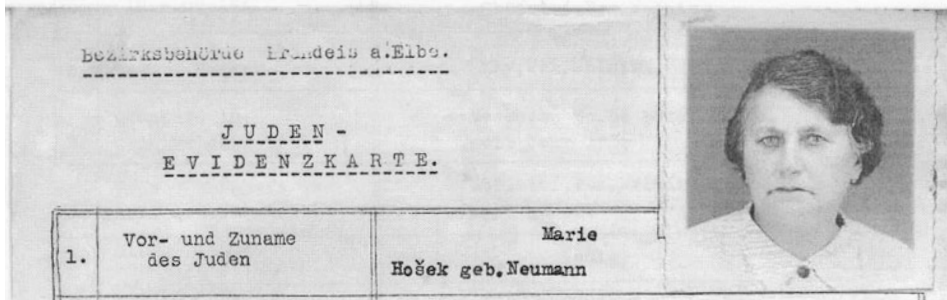 Bezirksbehörde Brandeis a.Elbe.
JUDEN-
EVIDENZKARTE.
1. Vor- und Zuname des Juden
Marie
Hošek geb.Neumann